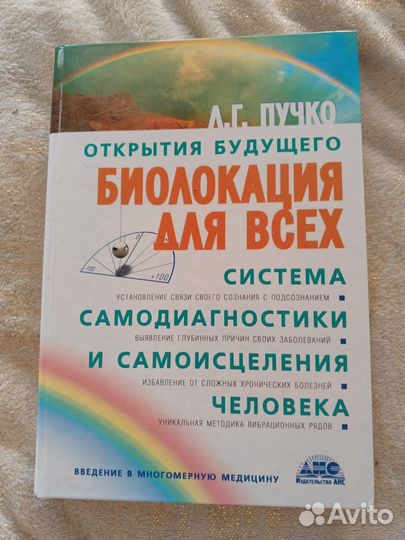 Л.Г. ПУЧКО
ОТКРЫТИЯ БУДУЩЕГО
БИОЛОКАЦИЯ
ДЛЯ ВСЕХ
0
-100
+100
СИСТЕМА
УСТАНОВЛЕНИЕ СВЯЗИ СВОЕГО СОЗНАНИЯ С ПОДСОЗНАНИЕМ
САМОДИАГНОСТИКИ
ВЫЯВЛЕНИЕ ГЛУБИННЫХ ПРИЧИН СВОИХ ЗАБОЛЕВАНИЙ
И САМОИСЦЕЛЕНИЯ
ИЗБАВЛЕНИЕ ОТ СЛОЖНЫХ ХРОНИЧЕСКИХ БОЛЕЗНЕЙ
ЧЕЛОВЕКА
УНИКАЛЬНАЯ МЕТОДИКА ВИБРАЦИОННЫХ РЯДОВ
ВВЕДЕНИЕ В МНОГОМЕРНУЮ МЕДИЦИНУ
АНС
Издательство АНС
Avito